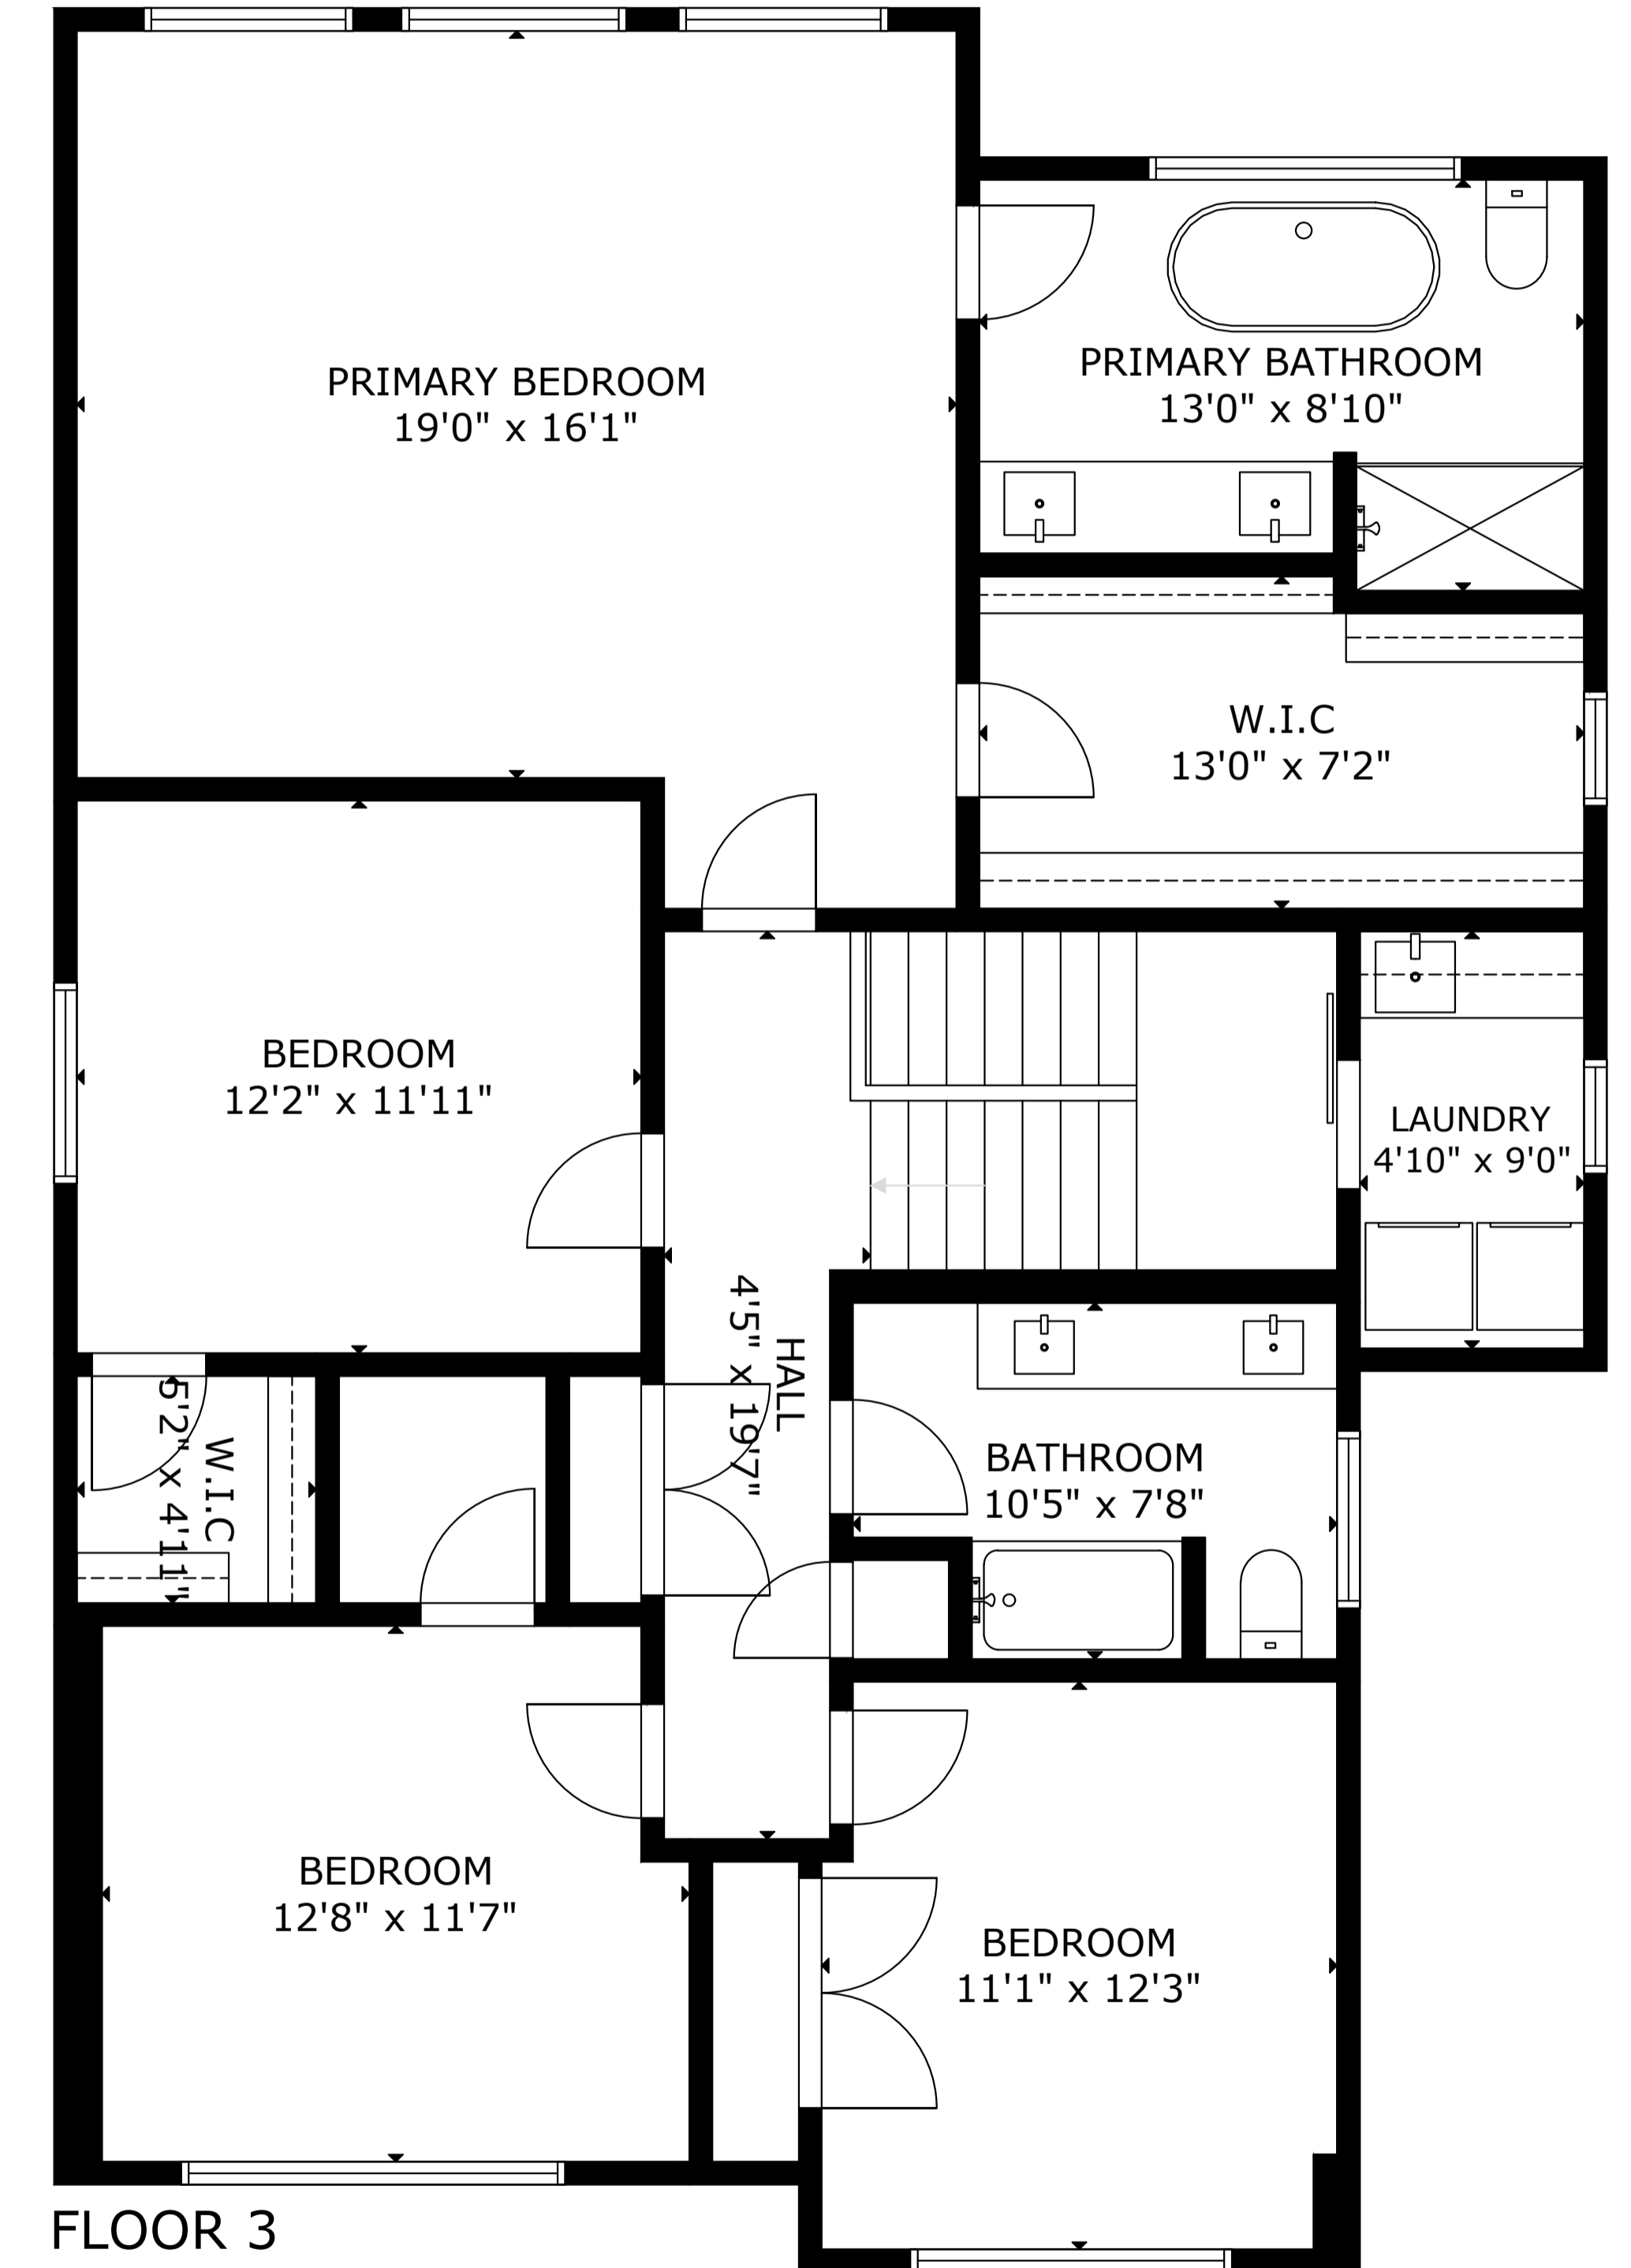 PRIMARY BEDROOM
19'0" x 16'1"
PRIMARY BATHROOM
13'0" x 8'10"
W.I.C
13'0" x 7'2"
BEDROOM
12'2" x 11'11"
LAUNDRY
4'10" x 9'0"
HALL
4'5" x 19'7"
W.I.C
5'2" x 4'11"
BATHROOM
10'5" x 7'8"
BEDROOM
12'8" x 11'7"
BEDROOM
11'1" x 12'3"
FLOOR 3